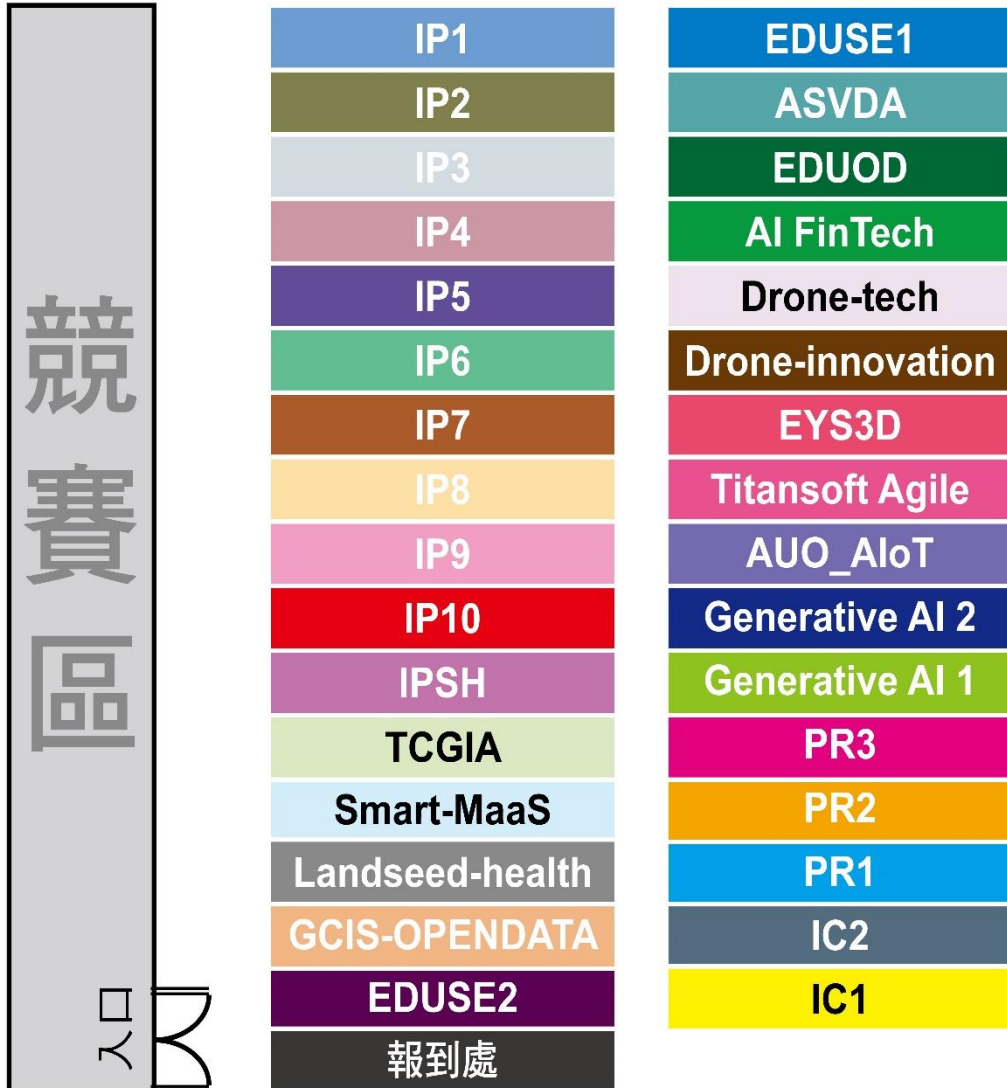 競賽區
入口
IP1
IP2
IP3
IP4
IP5
IP6
IP7
IP8
IP9
IP10
IPSH
TCGIA
Smart-MaaS
Landseed-health
GCIS-OPENDATA
EDUSE2
報到處
EDUSE1
ASVDA
EDUOD
AI FinTech
Drone-tech
Drone-innovation
EYS3D
Titansoft Agile
AUO_AIoT
Generative AI 2
Generative AI 1
PR3
PR2
PR1
IC2
IC1